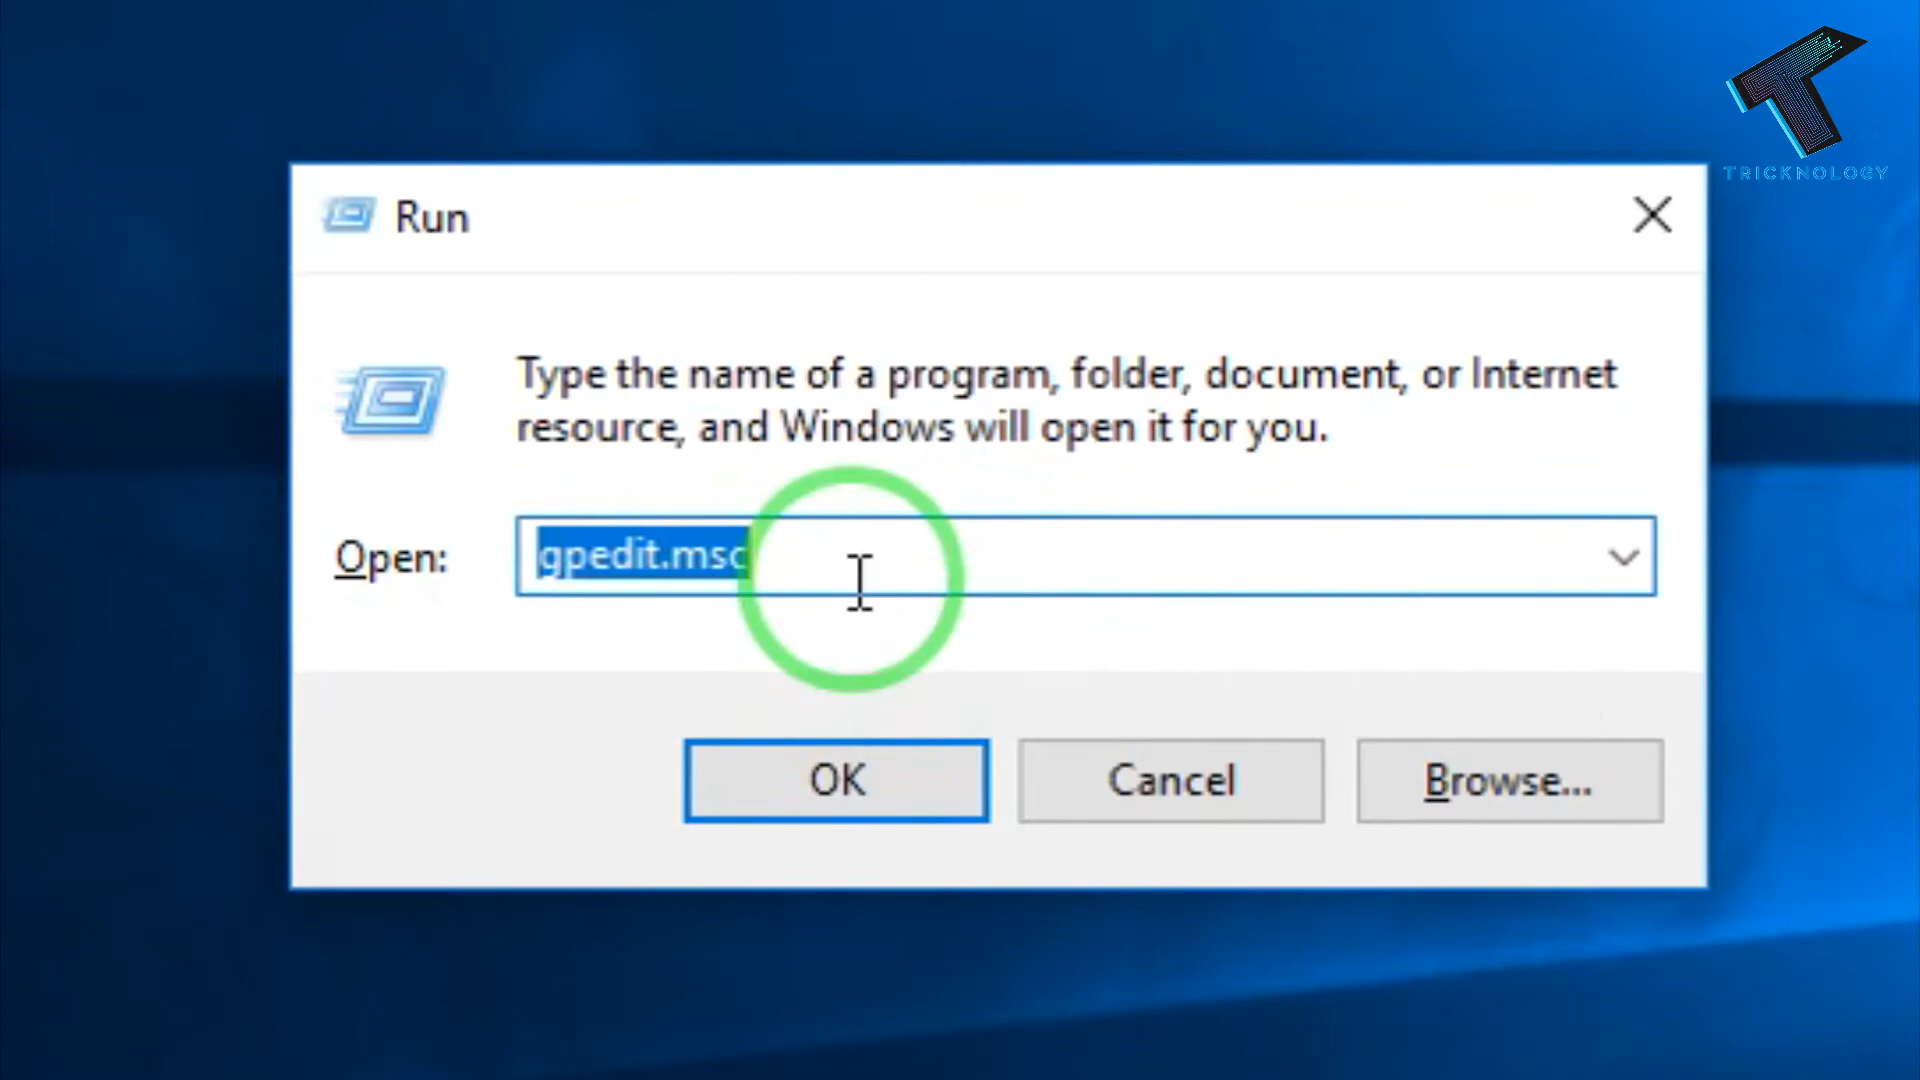 TRICKNOLOGY
Run
Type the name of a program, folder, document, or Internet
resource, and Windows will open it for you.
Open:
gpedit.msc
OK
Cancel
Browse...